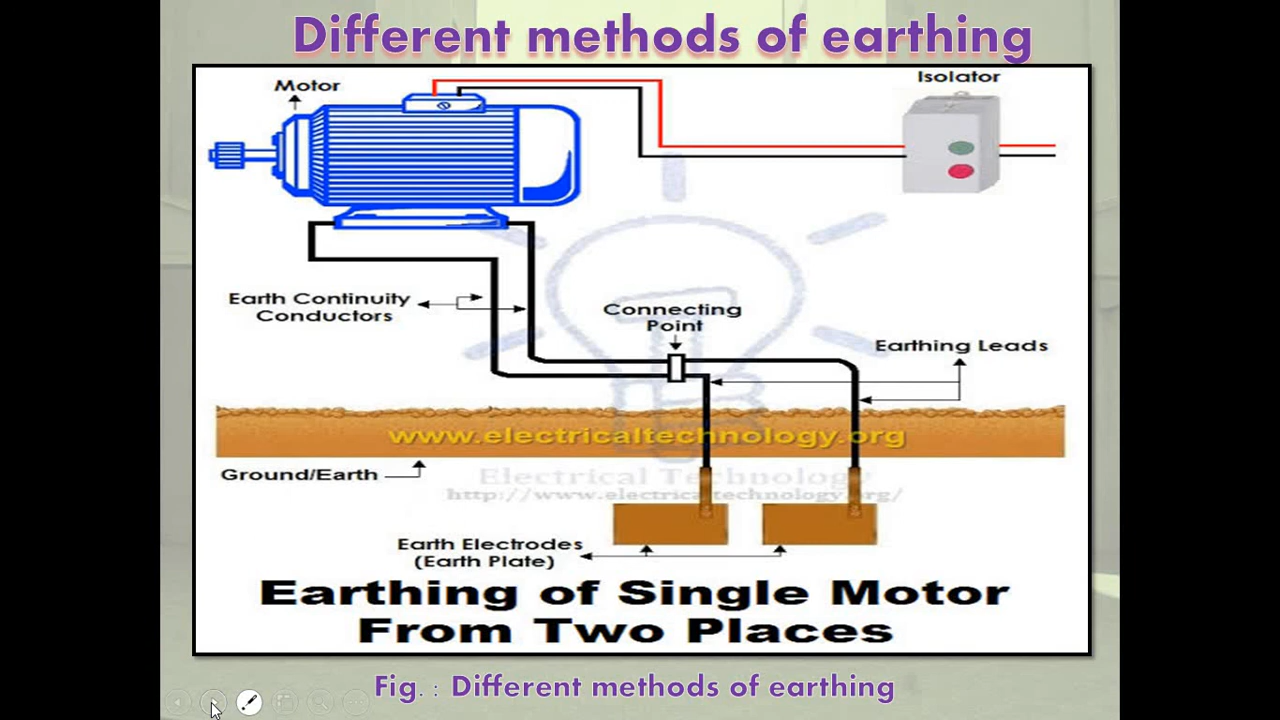 Different methods of earthing
Motor
Isolator
Earth Continuity
Conductors
Connecting
Point
Earthing Leads
www.electricaltechnology.org
Ground/Earth
Electrical Technology
http://www.electricaltechnology.org/
Earth Electrodes
(Earth Plate)
Earthing of Single Motor
From Two Places
Fig. : Different methods of earthing